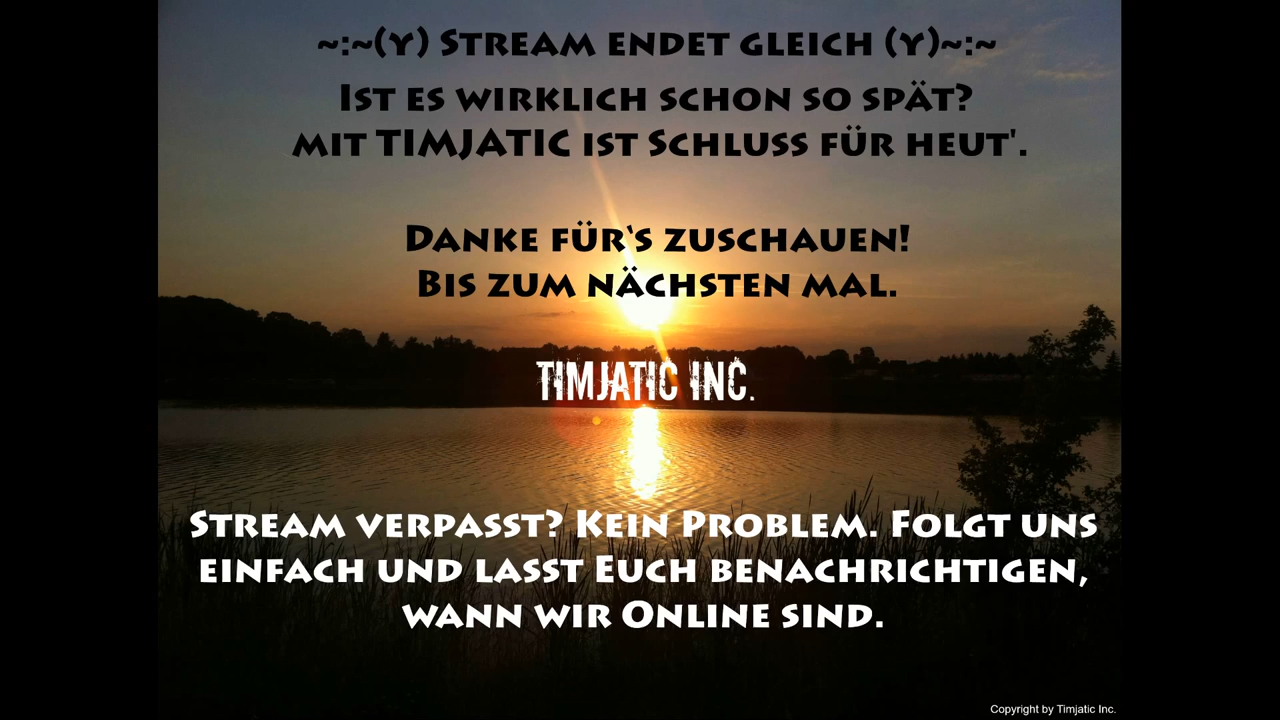 ~:~(Y) Stream endet gleich (Y)~:~
Ist es wirklich schon so spät?
mit TIMJATIC ist Schluss für heut'.
Danke für's zuschauen!
Bis zum nächsten mal.
TIMJATIC INC.
Stream verpasst? Kein Problem. Folgt uns
einfach und lasst Euch benachrichtigen,
wann wir Online sind.
Copyright by Timjatic Inc.